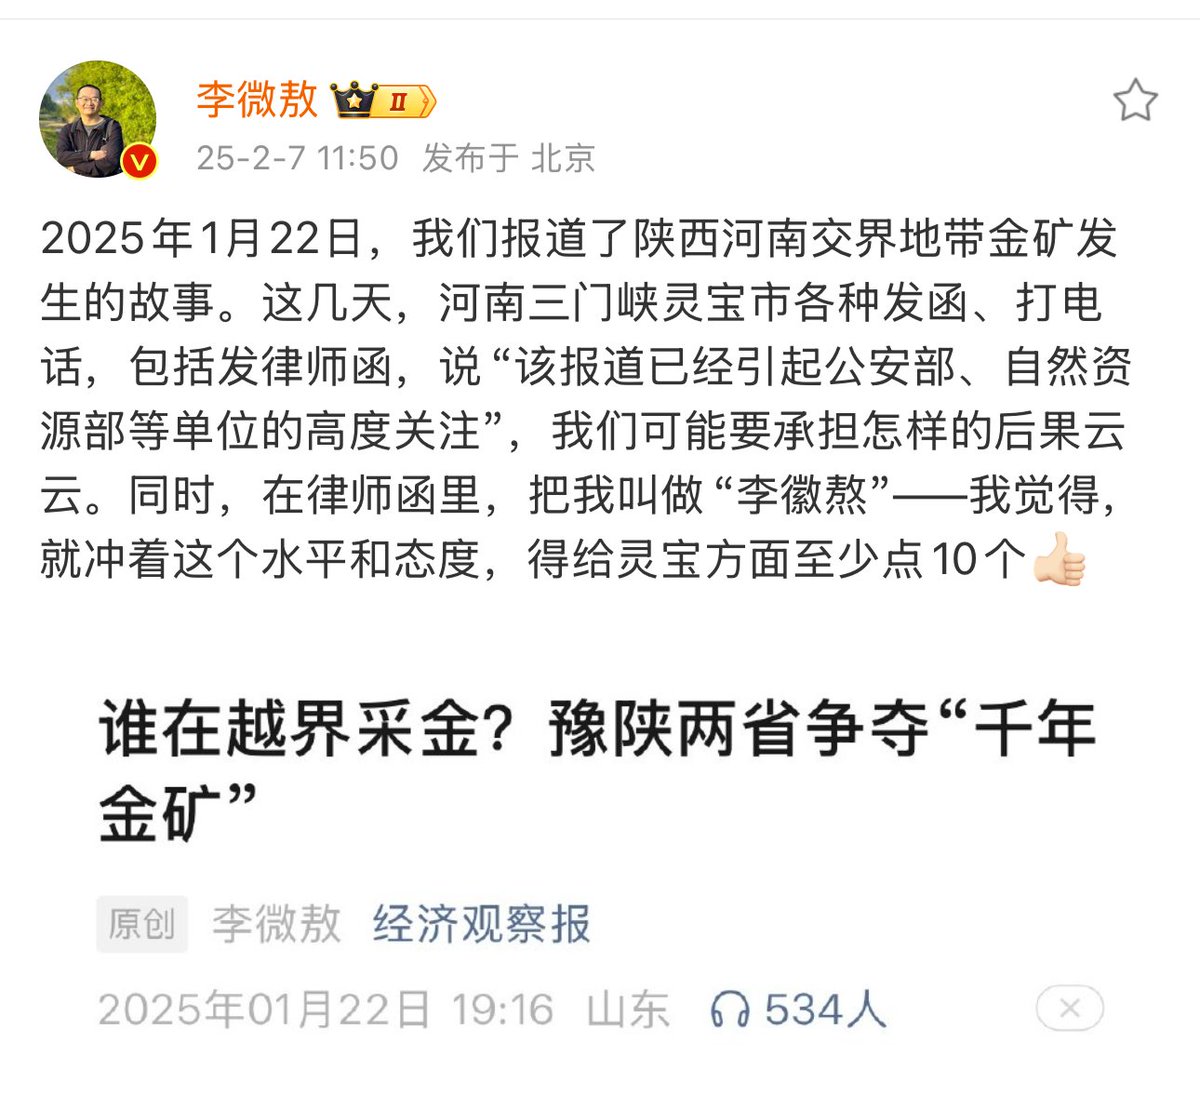 李微敖 II
25-2-7 11:50 发布于 北京
2025年1月22日，我们报道了陕西河南交界地带金矿发
生的故事。这几天，河南三门峡灵宝市各种发函、打电
话，包括发律师函，说“该报道已经引起公安部、自然资
源部等单位的高度关注”，我们可能要承担怎样的后果云
云。同时，在律师函里，把我叫做“李徽熬”——我觉得，
就冲着这个水平和态度，得给灵宝方面至少点10个👍🏻
谁在越界采金？豫陕两省争夺“千年
金矿”
原创 李微敖 经济观察报
2025年01月22日 19:16 山东 534人